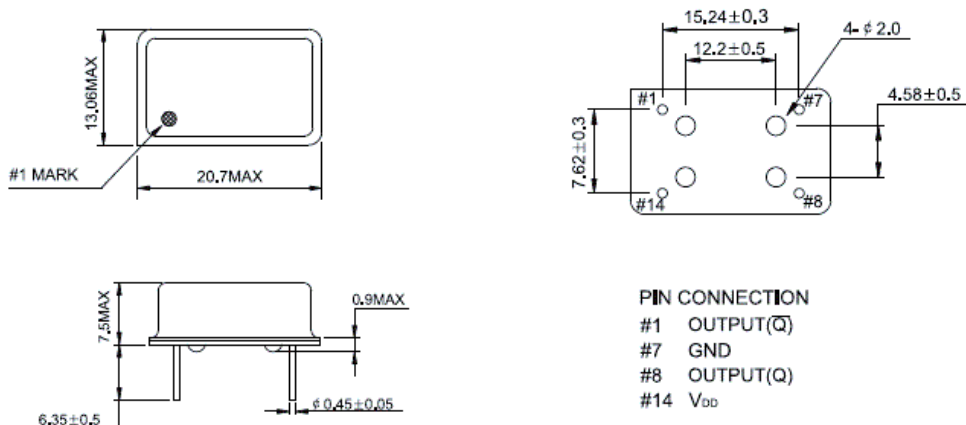 13.06MAX
#1 MARK
20.7MAX
15.24±0.3
4-ϕ2.0
12.2±0.5
#1
#7
4.58±0.5
7.62±0.3
#14
#8
7.5MAX
0.9MAX
6.35±0.5
ϕ0.45±0.05
PIN CONNECTION
#1 OUTPUT(Q̅)
#7 GND
#8 OUTPUT(Q)
#14 VDD